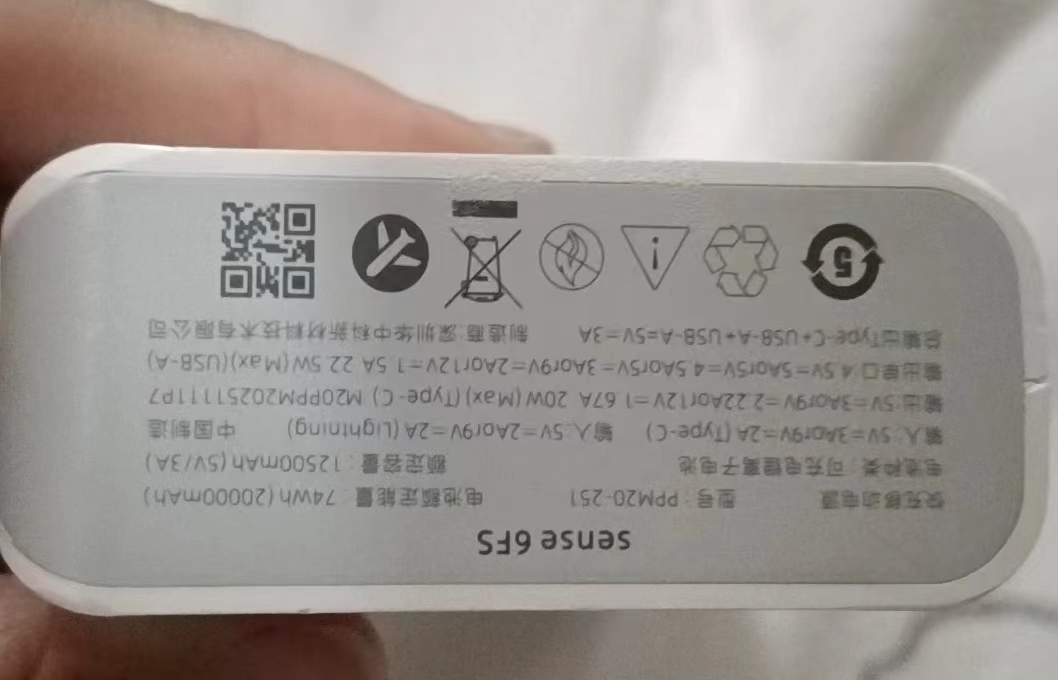 sense 6FS
快充移动电源 型号：PPM20-251 电池额定能量：74Wh (20000mAh)
电池种类：可充电锂离子电池 额定容量：12500mAh (5V/3A)
输入：5V=3Aor9V=2A (Type-C) 输入：5V=2Aor9V=2A (Lightning) 中国制造
输出：5V=3Aor9V=2.22Aor12V=1.67A 20W (Max) (Type-C) M20PPM20251111P7
输出单口：4.5V=5Aor5V=4.5Aor5V=3Aor9V=2Aor12V=1.5A 22.5W (Max) (USB-A)
总输出Type-C+USB-A+USB-A=5V=3A 制造商：深圳华中科新材料技术有限公司
5